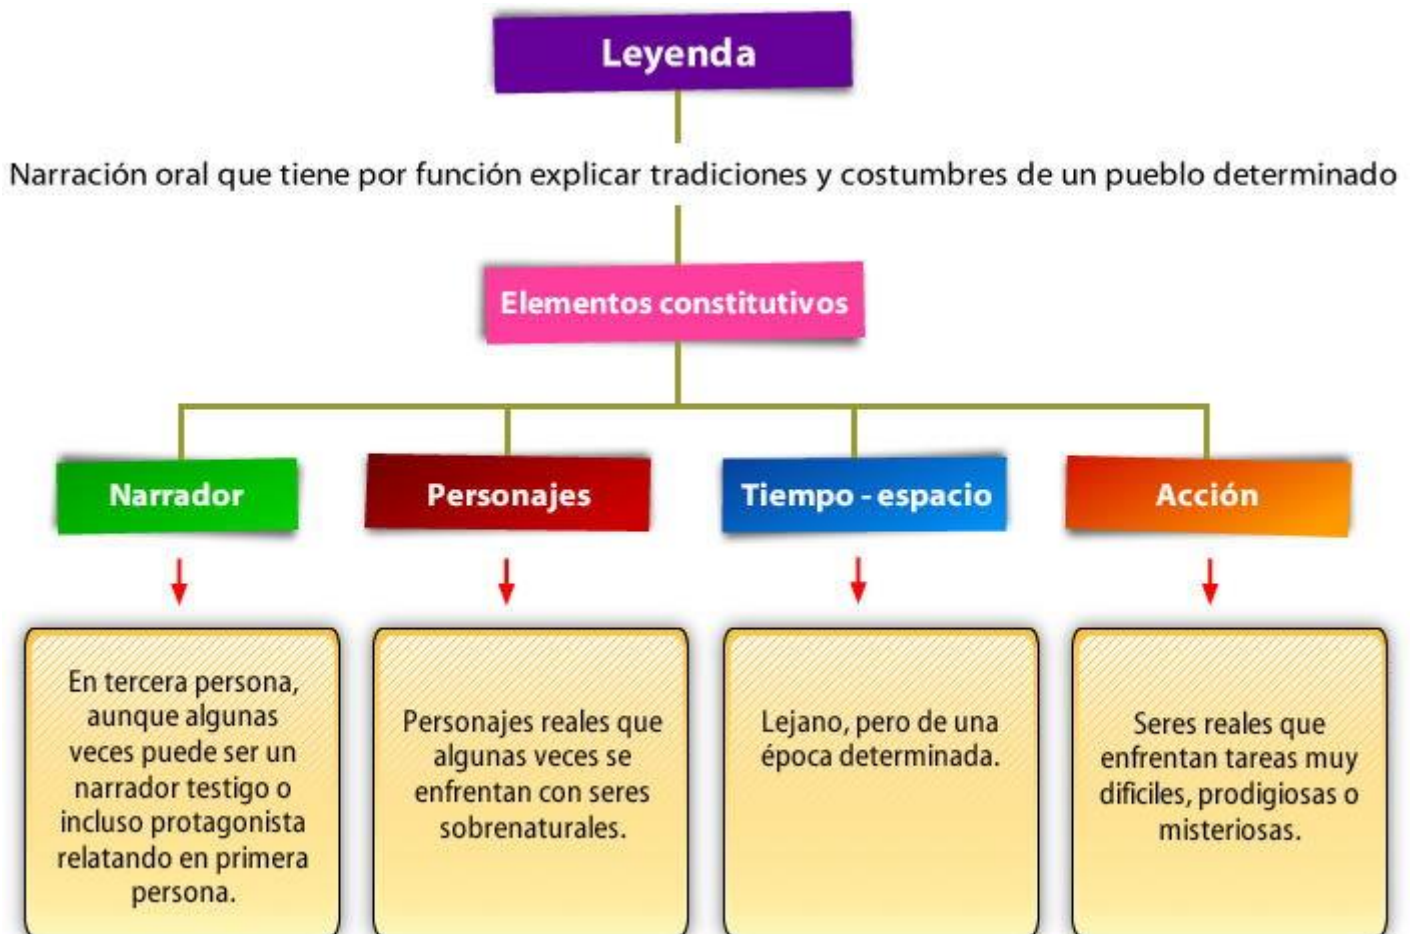 Leyenda
Narración oral que tiene por función explicar tradiciones y costumbres de un pueblo determinado
Elementos constitutivos
Narrador
Personajes
Tiempo - espacio
Acción
En tercera persona,
aunque algunas
veces puede ser un
narrador testigo o
incluso protagonista
relatando en primera
persona.
Personajes reales que
algunas veces se
enfrentan con seres
sobrenaturales.
Lejano, pero de una
época determinada.
Seres reales que
enfrentan tareas muy
dificiles, prodigiosas o
misteriosas.